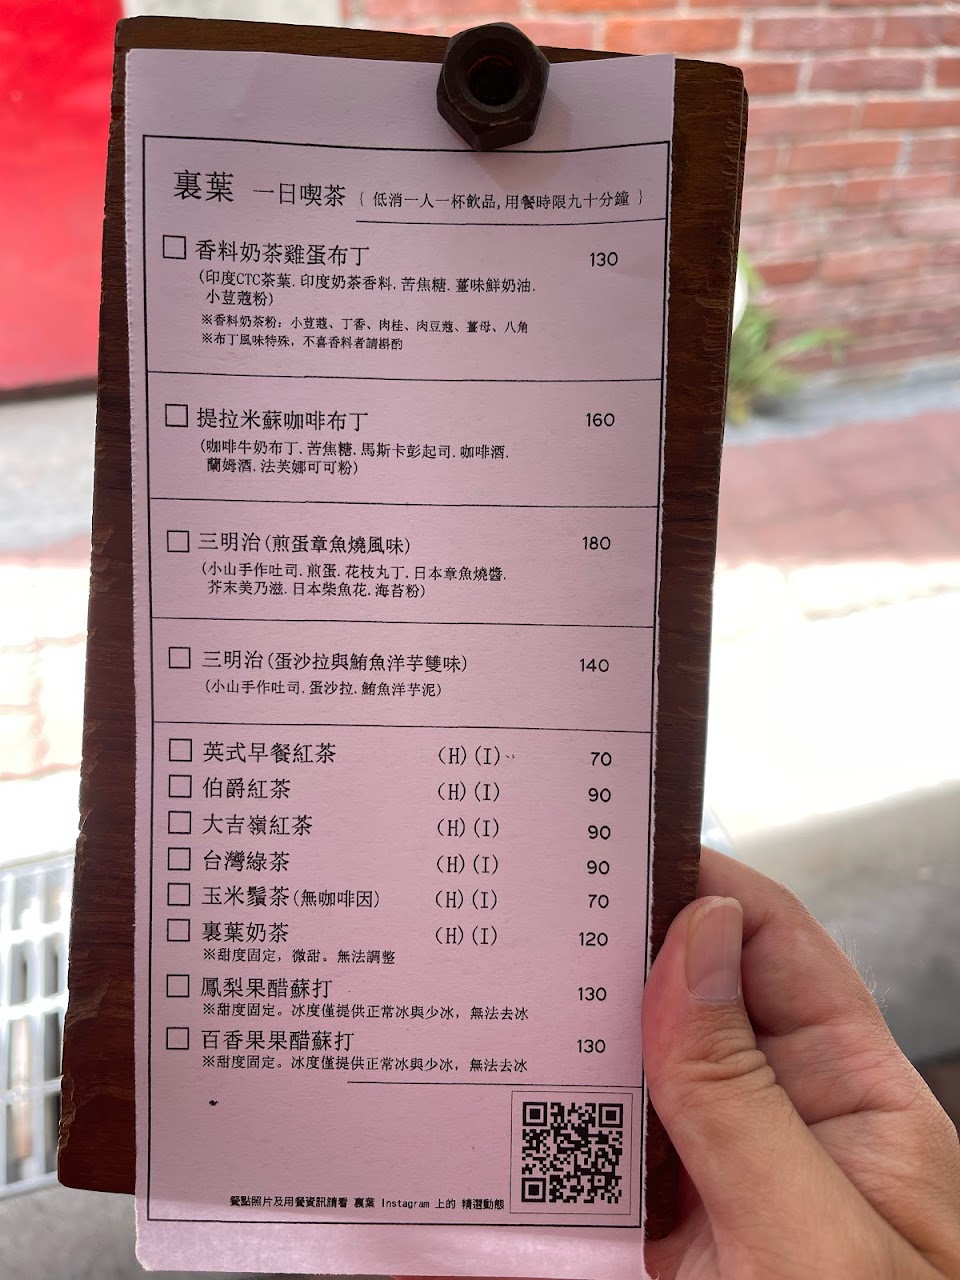 裏葉 一日喫茶 { 低消一人一杯飲品,用餐時限九十分鐘 }
□ 香料奶茶雞蛋布丁 130
(印度CTC茶葉.印度奶茶香料.苦焦糖.薑味鮮奶油.
小荳蔻粉)
※香料奶茶粉：小荳蔻、丁香、肉桂、肉豆蔻、薑母、八角
※布丁風味特殊，不喜香料者請斟酌
□ 提拉米蘇咖啡布丁 160
(咖啡牛奶布丁.苦焦糖.馬斯卡彭起司.咖啡酒.
蘭姆酒.法芙娜可可粉)
□ 三明治(煎蛋章魚燒風味) 180
(小山手作吐司.煎蛋.花枝丸丁.日本章魚燒醬.
芥末美乃滋.日本柴魚花.海苔粉)
□ 三明治(蛋沙拉與鮪魚洋芋雙味) 140
(小山手作吐司.蛋沙拉.鮪魚洋芋泥)
□ 英式早餐紅茶 (H)(I) 70
□ 伯爵紅茶 (H)(I) 90
□ 大吉嶺紅茶 (H)(I) 90
□ 台灣綠茶 (H)(I) 90
□ 玉米鬚茶(無咖啡因) (H)(I) 70
□ 裏葉奶茶 (H)(I) 120
※甜度固定，微甜。無法調整
□ 鳳梨果醋蘇打 130
※甜度固定。冰度僅提供正常冰與少冰，無法去冰
□ 百香果果醋蘇打 130
※甜度固定。冰度僅提供正常冰與少冰，無法去冰
餐點照片及用餐資訊請看 裏葉 Instagram 上的 精選動態